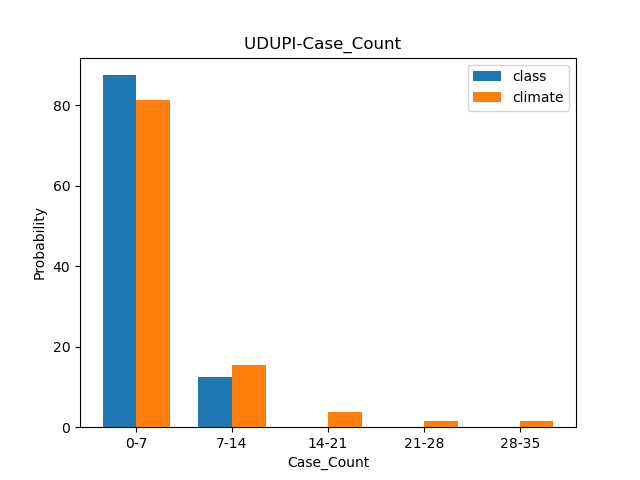 UDUPI-Case_Count
class
climate
Probability
80
60
40
20
0
0-7 7-14 14-21 21-28 28-35
Case_Count